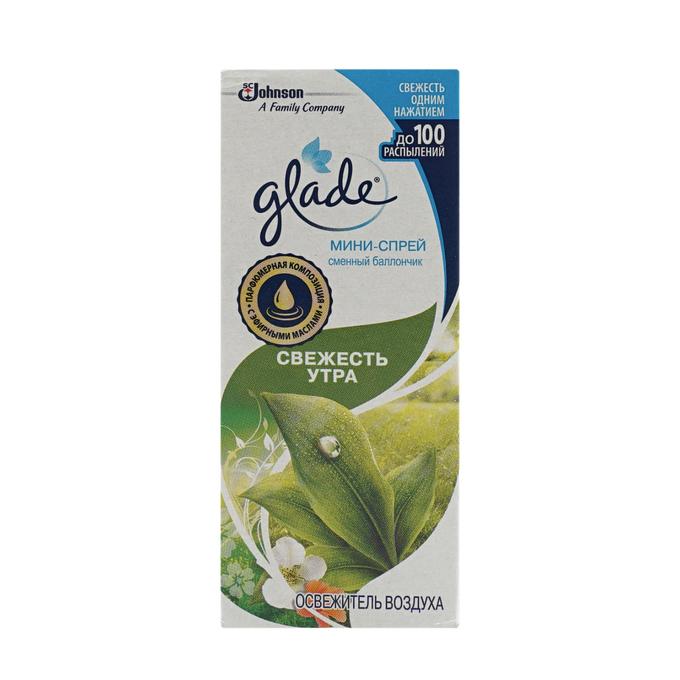 SC Johnson
A Family Company
СВЕЖЕСТЬ
ОДНИМ
НАЖАТИЕМ
ДО 100
РАСПЫЛЕНИЙ
glade®
МИНИ-СПРЕЙ
сменный баллончик
• ПАРФЮМЕРНАЯ КОМПОЗИЦИЯ •
С ЭФИРНЫМИ МАСЛАМИ
СВЕЖЕСТЬ
УТРА
ОСВЕЖИТЕЛЬ ВОЗДУХА